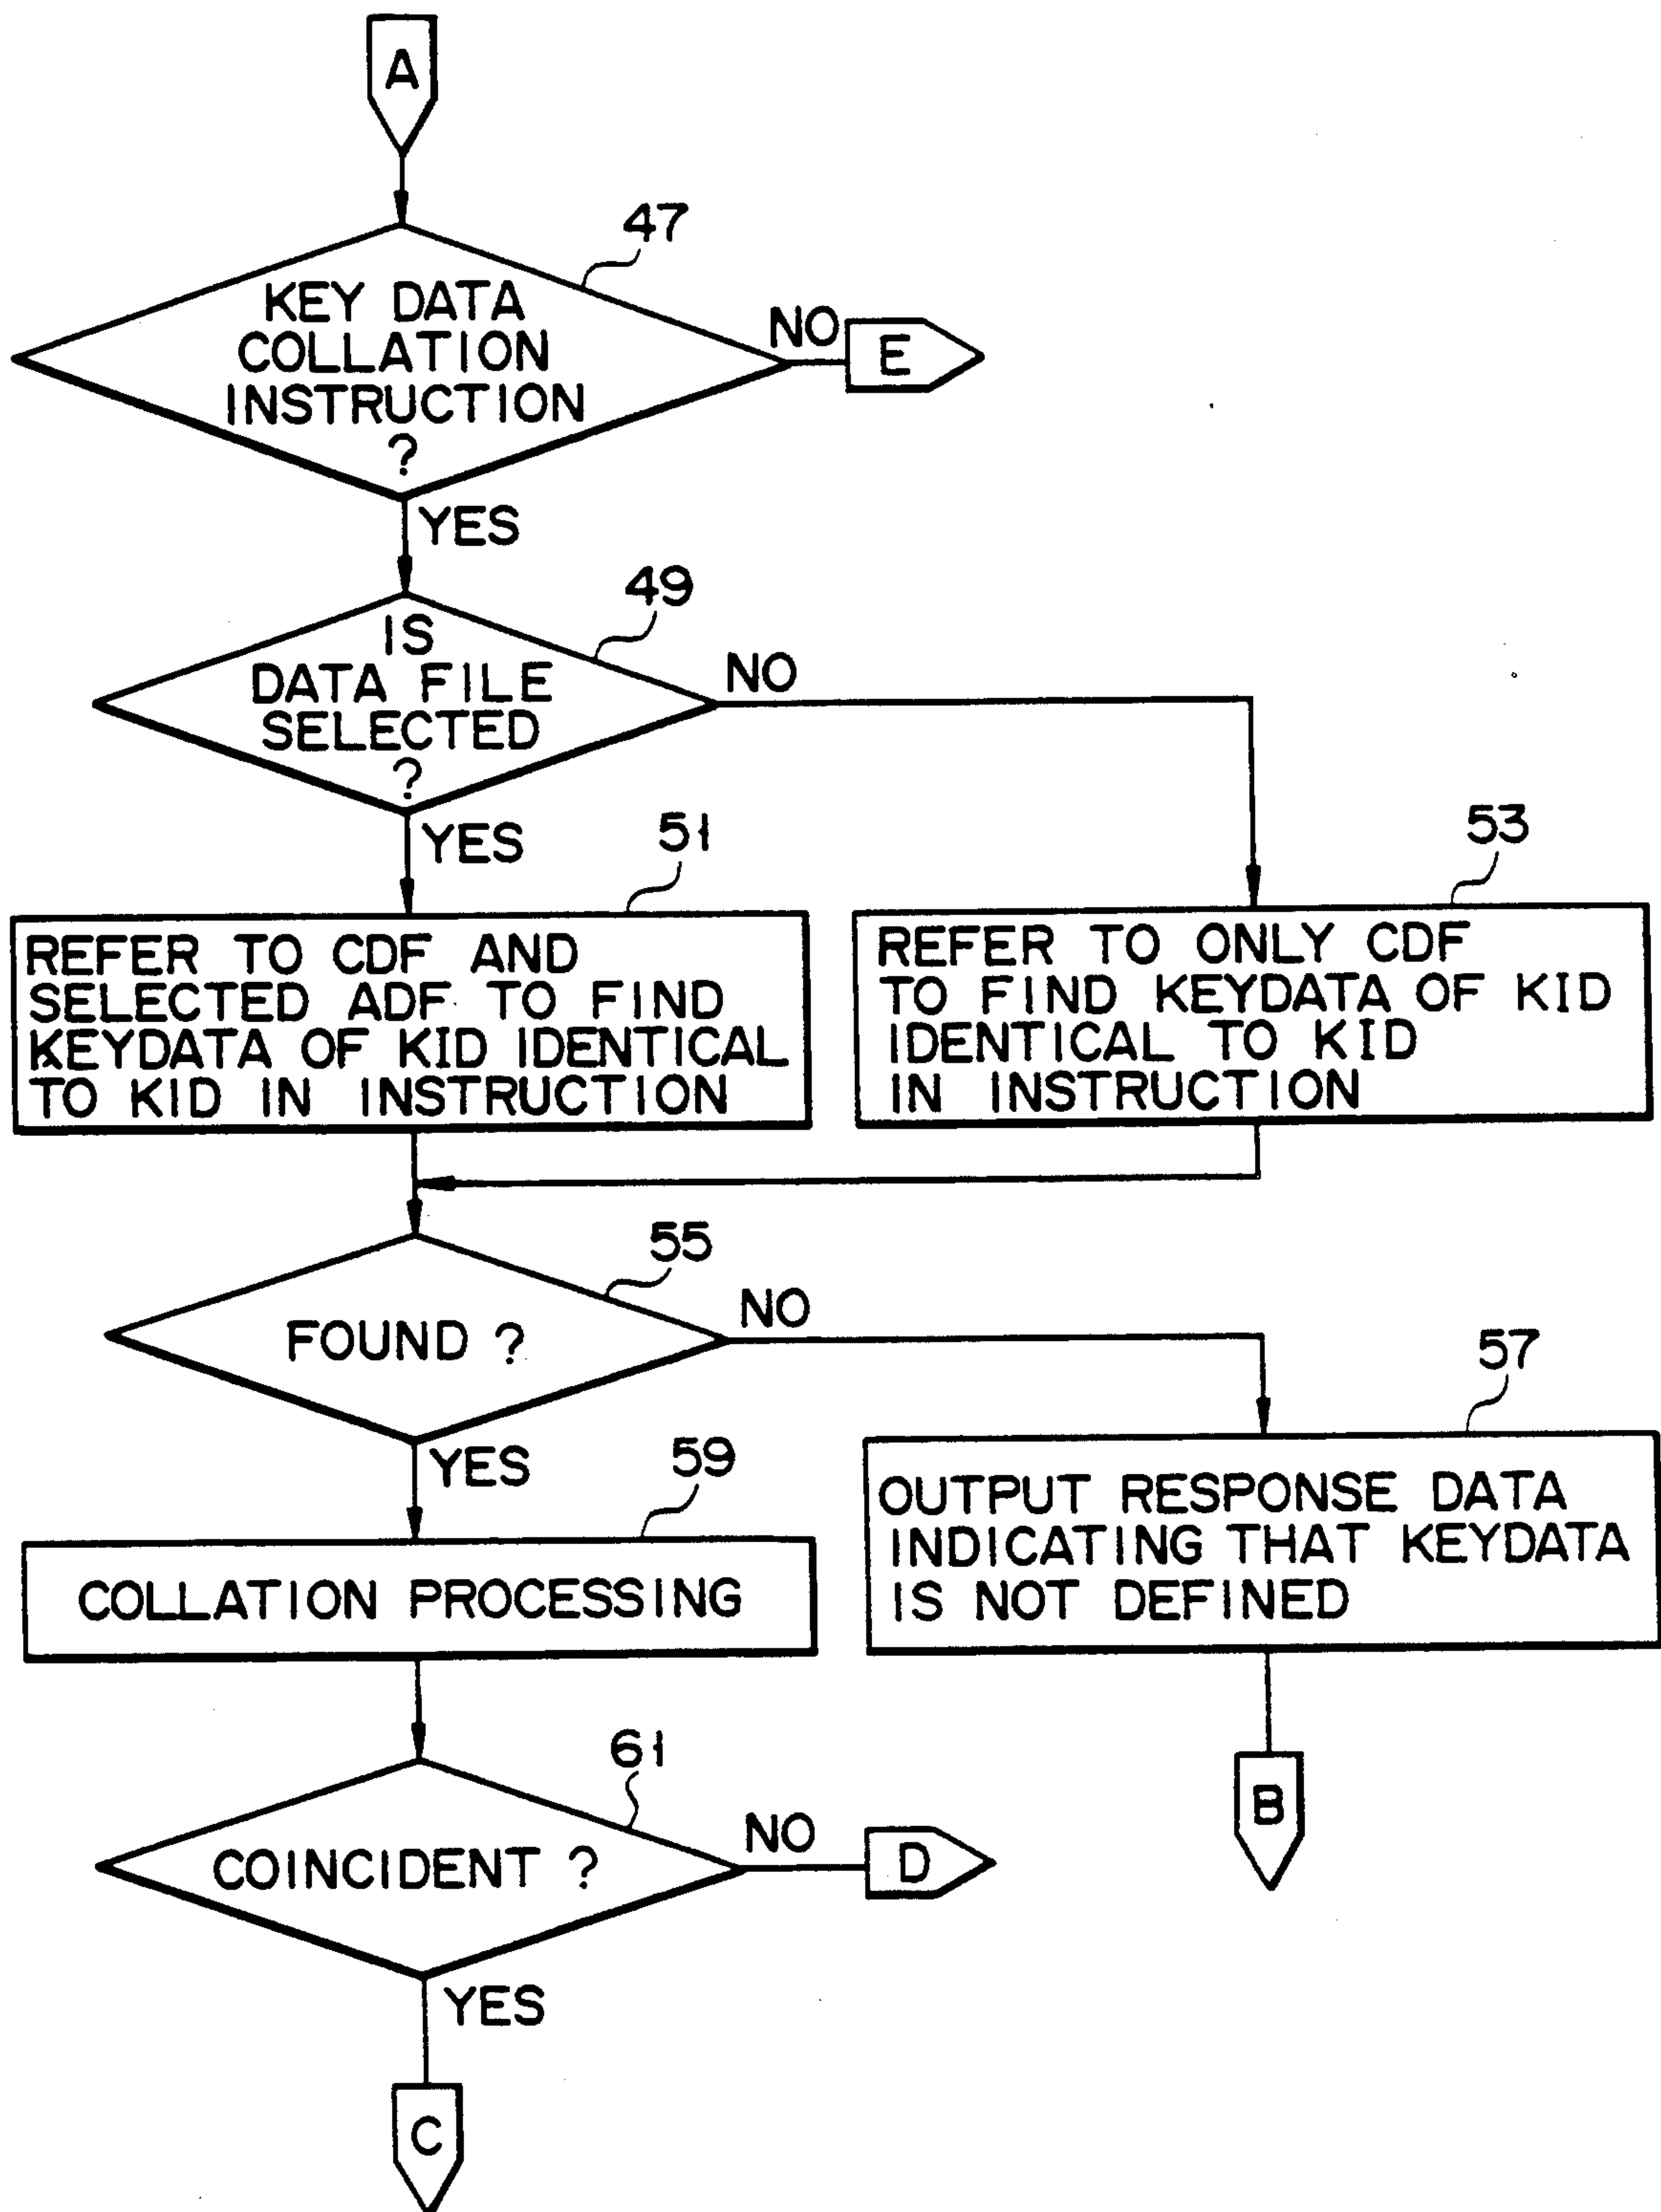 A
47
KEY DATA
COLLATION
INSTRUCTION
?
NO
E
YES
49
IS
DATA FILE
SELECTED
?
NO
YES
51
53
REFER TO CDF AND
SELECTED ADF TO FIND
KEYDATA OF KID IDENTICAL
TO KID IN INSTRUCTION
REFER TO ONLY CDF
TO FIND KEYDATA OF KID
IDENTICAL TO KID
IN INSTRUCTION
55
FOUND ?
NO
57
YES
59
OUTPUT RESPONSE DATA
INDICATING THAT KEYDATA
IS NOT DEFINED
COLLATION PROCESSING
61
B
COINCIDENT ?
NO
D
YES
C